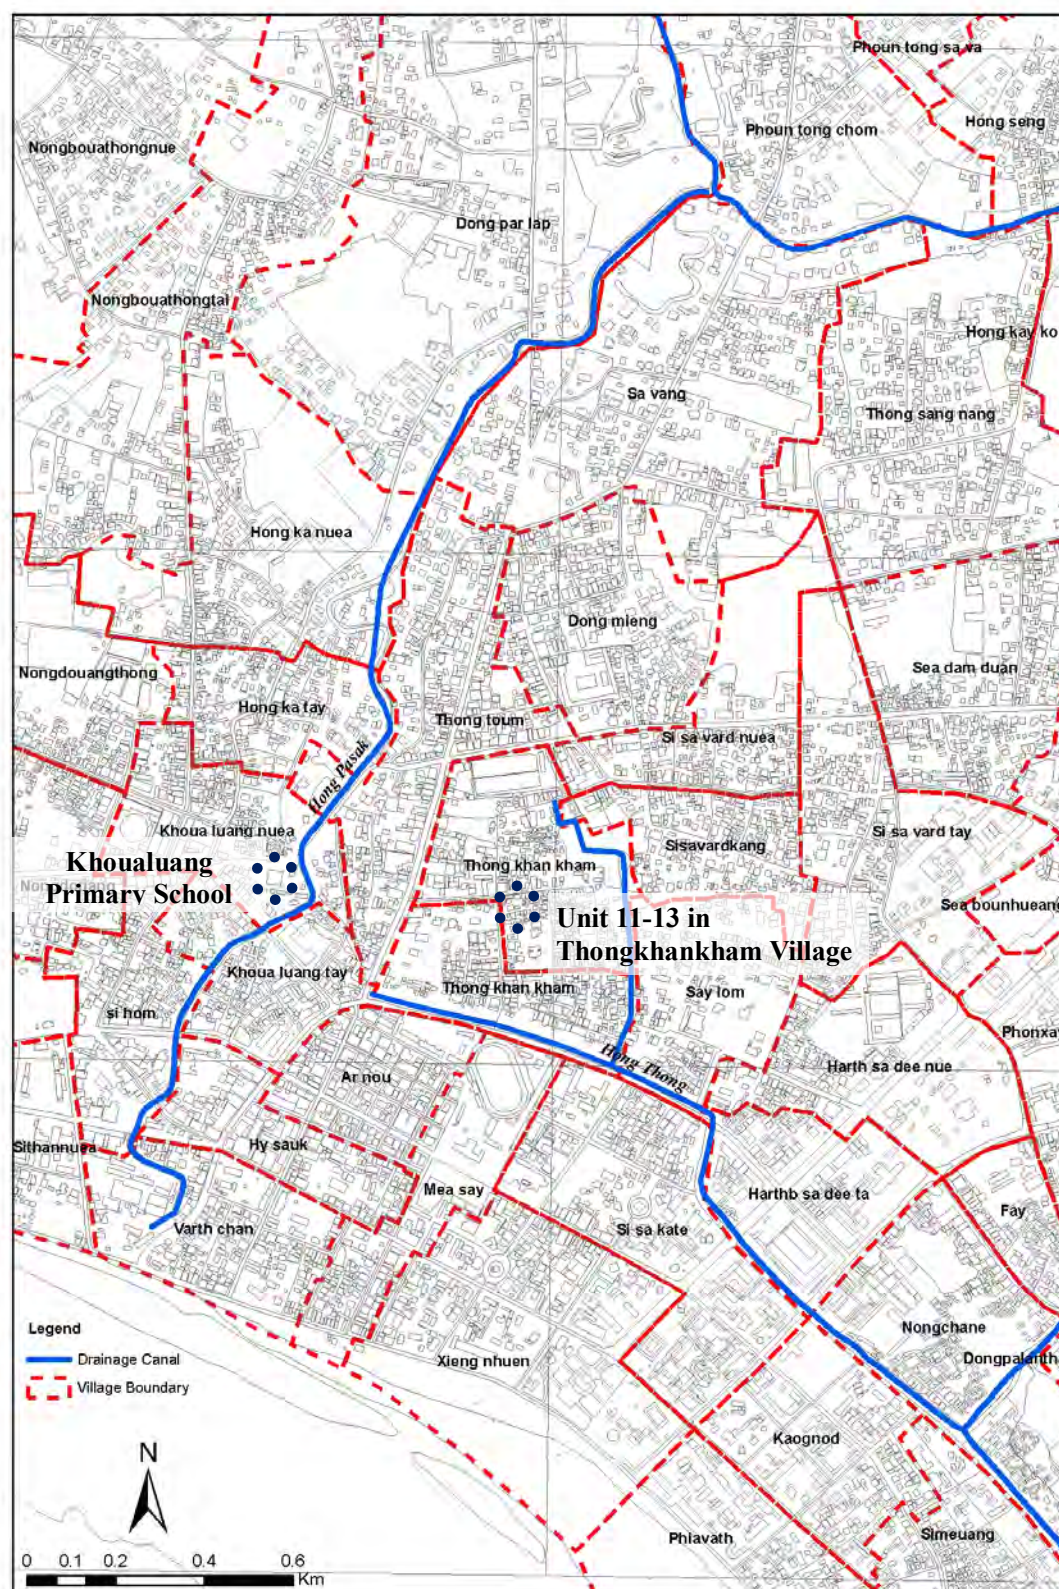 Phoun tong sa va
Hong seng
Phoun tong chom
Nongbouathongnue
Dong par lap
Nongbouathongtai
Hong kay ko
Sa vang
Thong sang nang
Hong ka nuea
Dong mieng
Nongdouangthong
Sea dam duan
Hong ka tay
Thong toum
Si sa vard nuea
Hong Pasak
Khoua luang nuea
Si sa vard tay
Sisavardkang
Khoualuang
Primary School
Thong khan kham
Sea bounhueang
Unit 11-13 in
Thongkhankham Village
Khoua luang tay
Thong khan kham
Say lom
si hom
Phonxay
Hong Thong
Harth sa dee nue
Ar nou
Hy sauk
Sithannuea
Mea say
Harthb sa dee ta
Fay
Varth chan
Si sa kate
Nongchane
Dongpalanth
Xieng nhuen
Kaognod
Phiavath
Simeuang
Legend
Drainage Canal
Village Boundary
N
0 0.1 0.2 0.4 0.6
Km